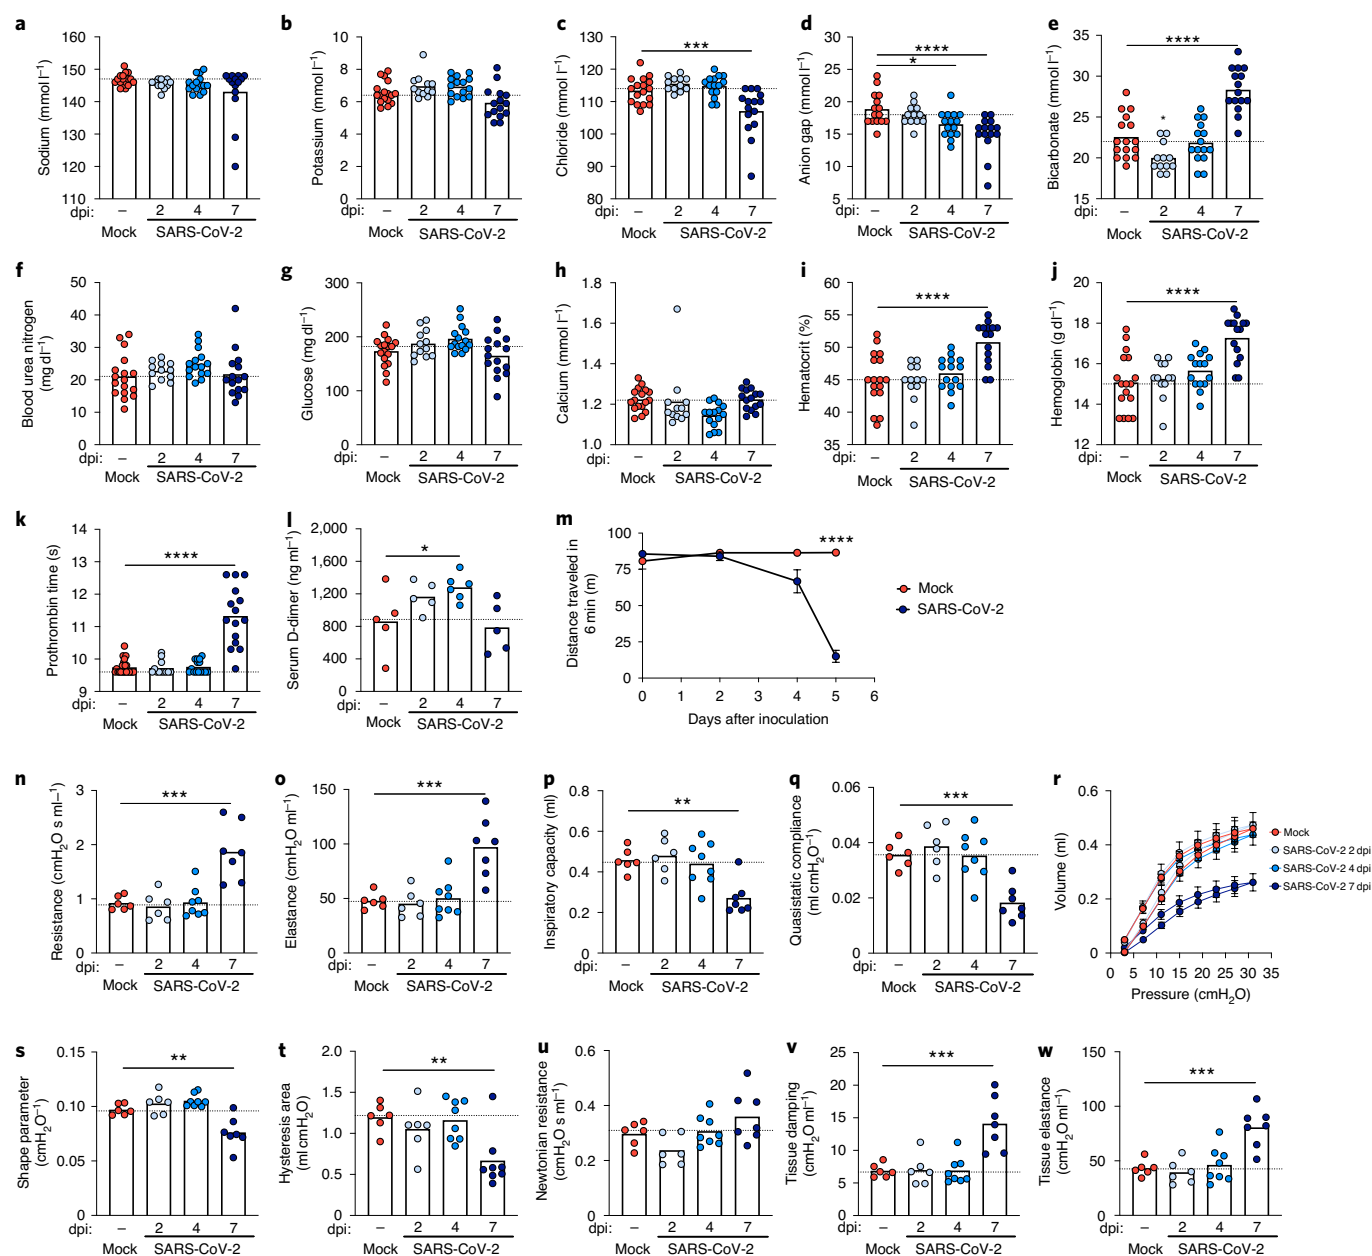 a
Sodium (mmol l⁻¹)
160
150
140
130
120
110
dpi: – 2 4 7
Mock SARS-CoV-2
b
Potassium (mmol l⁻¹)
10
8
6
4
2
0
– 2 4 7
Mock SARS-CoV-2
c
Chloride (mmol l⁻¹)
130
120
110
100
90
80
***
– 2 4 7
Mock SARS-CoV-2
d
Anion gap (mmol l⁻¹)
30
25
20
15
10
5
****
*
dpi: – 2 4 7
Mock SARS-CoV-2
e
Bicarbonate (mmol l⁻¹)
35
30
25
20
15
****
*
– 2 4 7
Mock SARS-CoV-2
f
Blood urea nitrogen
(mg dl⁻¹)
50
40
30
20
10
0
dpi: – 2 4 7
Mock SARS-CoV-2
g
Glucose (mg dl⁻¹)
300
200
100
0
– 2 4 7
Mock SARS-CoV-2
h
Calcium (mmol l⁻¹)
1.8
1.6
1.4
1.2
1.0
dpi: – 2 4 7
Mock SARS-CoV-2
i
Hematocrit (%)
60
55
50
45
40
35
****
– 2 4 7
Mock SARS-CoV-2
j
Hemoglobin (g dl⁻¹)
20
18
16
14
12
****
– 2 4 7
Mock SARS-CoV-2
k
Prothrombin time (s)
14
13
12
11
10
9
****
dpi: – 2 4 7
Mock SARS-CoV-2
l
Serum D-dimer (ng ml⁻¹)
2,000
1,600
1,200
800
400
0
*
dpi: – 2 4 7
Mock SARS-CoV-2
m
Distance traveled in
6 min (m)
100
75
50
25
0
****
0 1 2 3 4 5 6
Days after inoculation
Mock
SARS-CoV-2
n
Resistance (cmH₂O s ml–¹)
3
2
1
0
***
dpi: – 2 4 7
Mock SARS-CoV-2
o
Elastance (cmH₂O ml⁻¹)
150
100
50
0
***
– 2 4 7
Mock SARS-CoV-2
p
Inspiratory capacity (ml)
0.8
0.6
0.4
0.2
0
**
dpi: – 2 4 7
Mock SARS-CoV-2
q
Quasistatic compliance
(ml cmH₂O⁻¹)
0.06
0.04
0.02
0
***
– 2 4 7
Mock SARS-CoV-2
r
Volume (ml)
0.6
0.4
0.2
0
0 5 10 15 20 25 30 35
Pressure (cmH₂O)
Mock
SARS-CoV-2 2 dpi
SARS-CoV-2 4 dpi
SARS-CoV-2 7 dpi
s
Shape parameter
(cmH₂O⁻¹)
0.15
0.10
0.05
0
**
dpi: – 2 4 7
Mock SARS-CoV-2
t
Hysteresis area
(ml cmH₂O)
2.0
1.5
1.0
0.5
0
**
– 2 4 7
Mock SARS-CoV-2
u
Newtonian resistance
(cmH₂O s ml⁻¹)
0.6
0.4
0.2
0
– 2 4 7
Mock SARS-CoV-2
v
Tissue damping
(cmH₂O ml⁻¹)
25
20
15
10
5
0
***
dpi: – 2 4 7
Mock SARS-CoV-2
w
Tissue elastance
(cmH₂O ml⁻¹)
150
100
50
0
***
– 2 4 7
Mock SARS-CoV-2